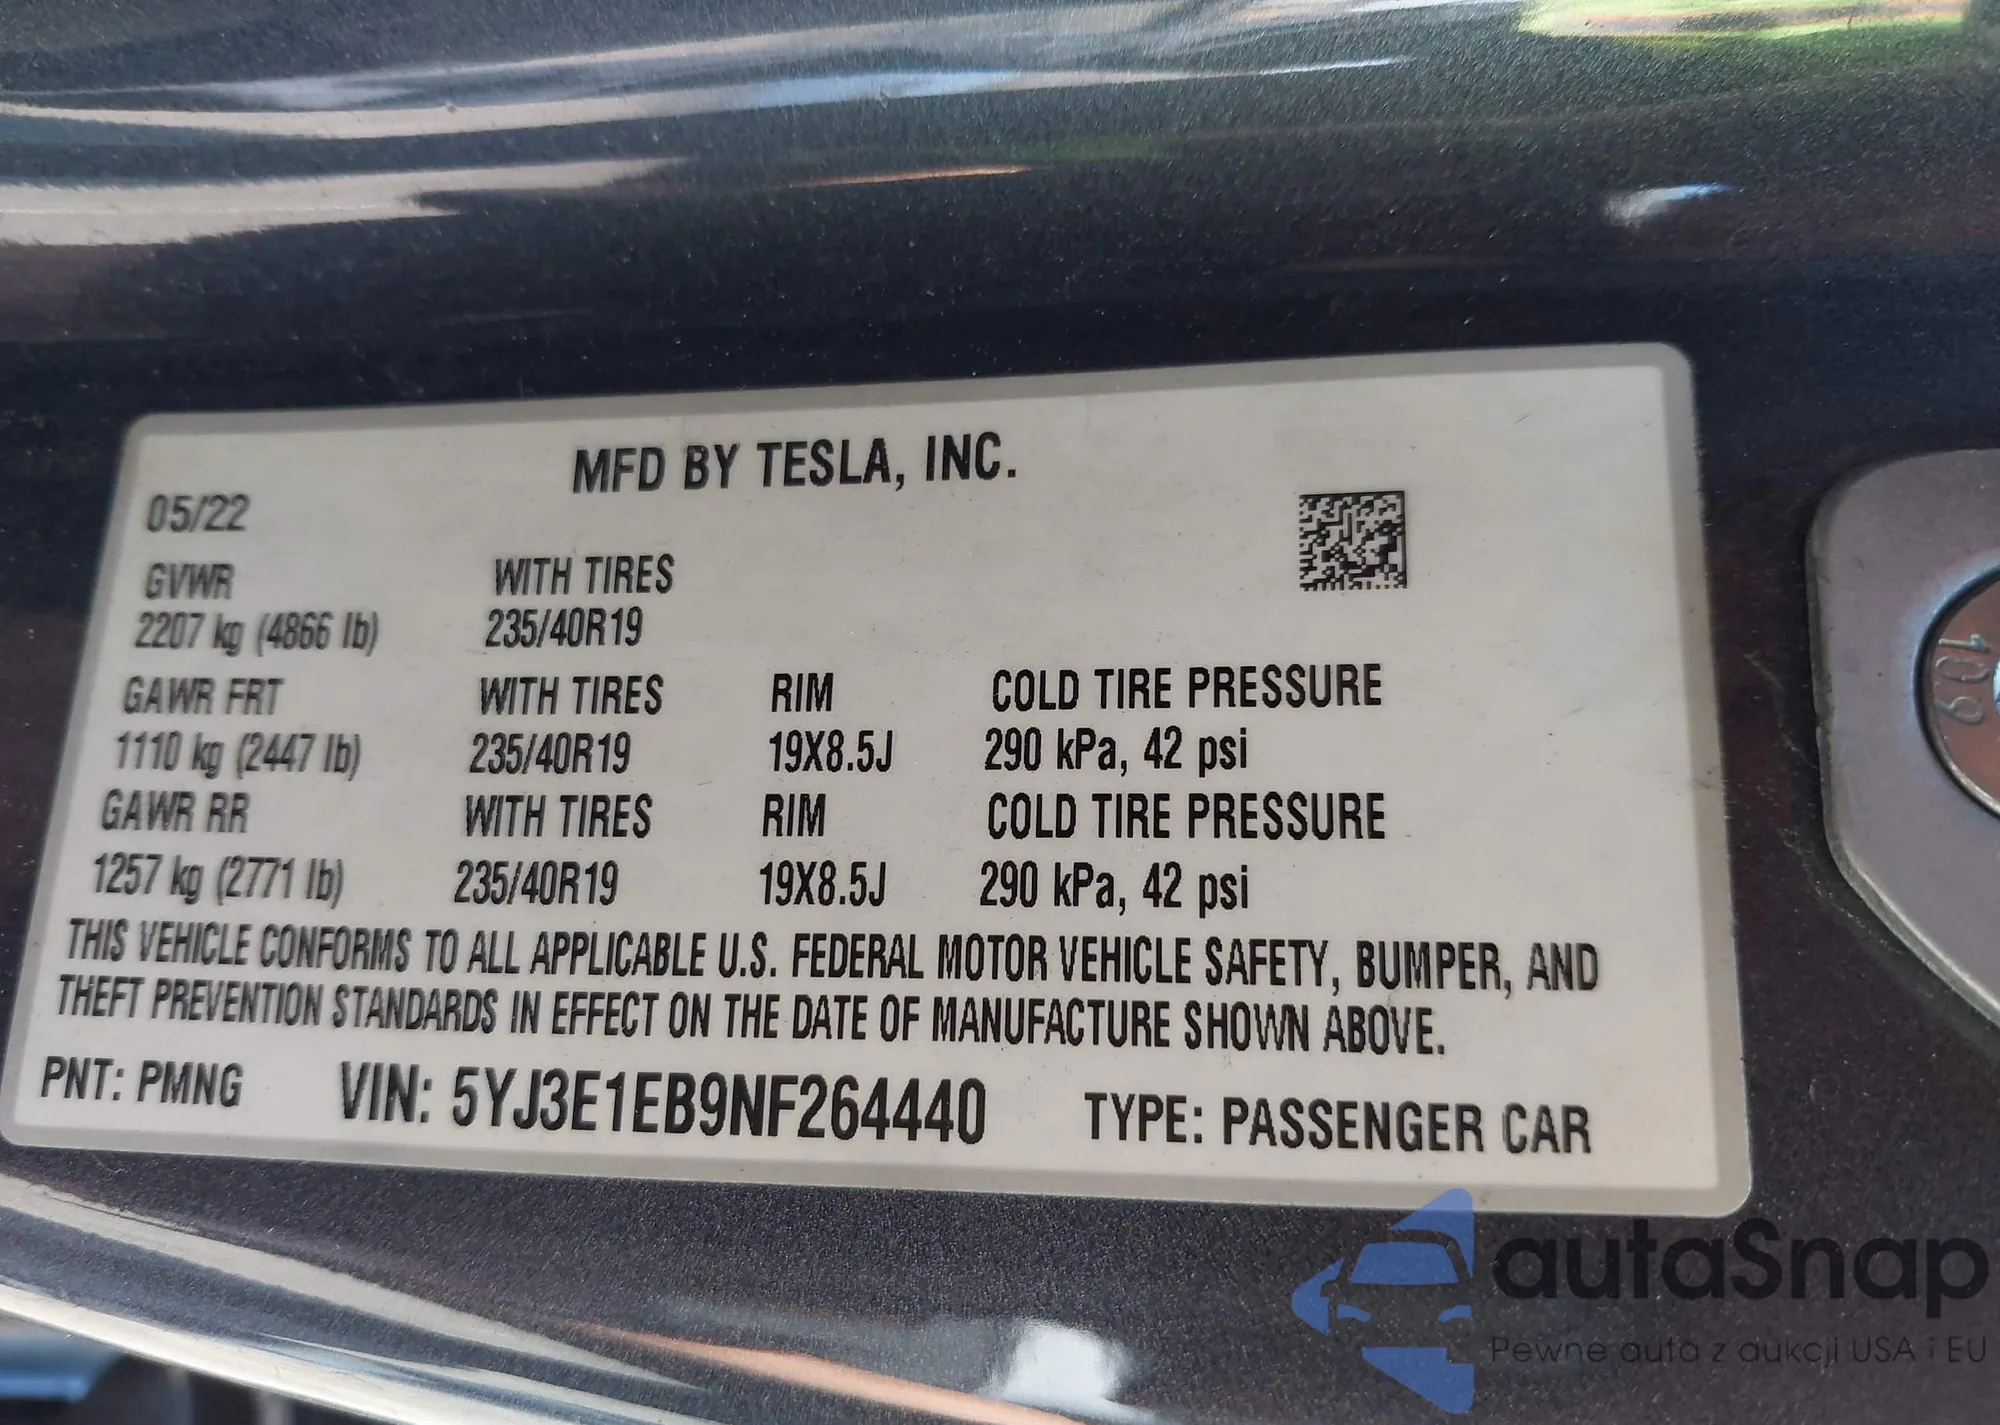 MFD BY TESLA, INC.
05/22
GVWR WITH TIRES
2207 kg (4866 lb) 235/40R19
GAWR FRT WITH TIRES RIM COLD TIRE PRESSURE
1110 kg (2447 lb) 235/40R19 19X8.5J 290 kPa, 42 psi
GAWR RR WITH TIRES RIM COLD TIRE PRESSURE
1257 kg (2771 lb) 235/40R19 19X8.5J 290 kPa, 42 psi
THIS VEHICLE CONFORMS TO ALL APPLICABLE U.S. FEDERAL MOTOR VEHICLE SAFETY, BUMPER, AND
THEFT PREVENTION STANDARDS IN EFFECT ON THE DATE OF MANUFACTURE SHOWN ABOVE.
PNT: PMNG VIN: 5YJ3E1EB9NF264440 TYPE: PASSENGER CAR
10.9
autaSnap
Pewne auta z aukcji USA i EU